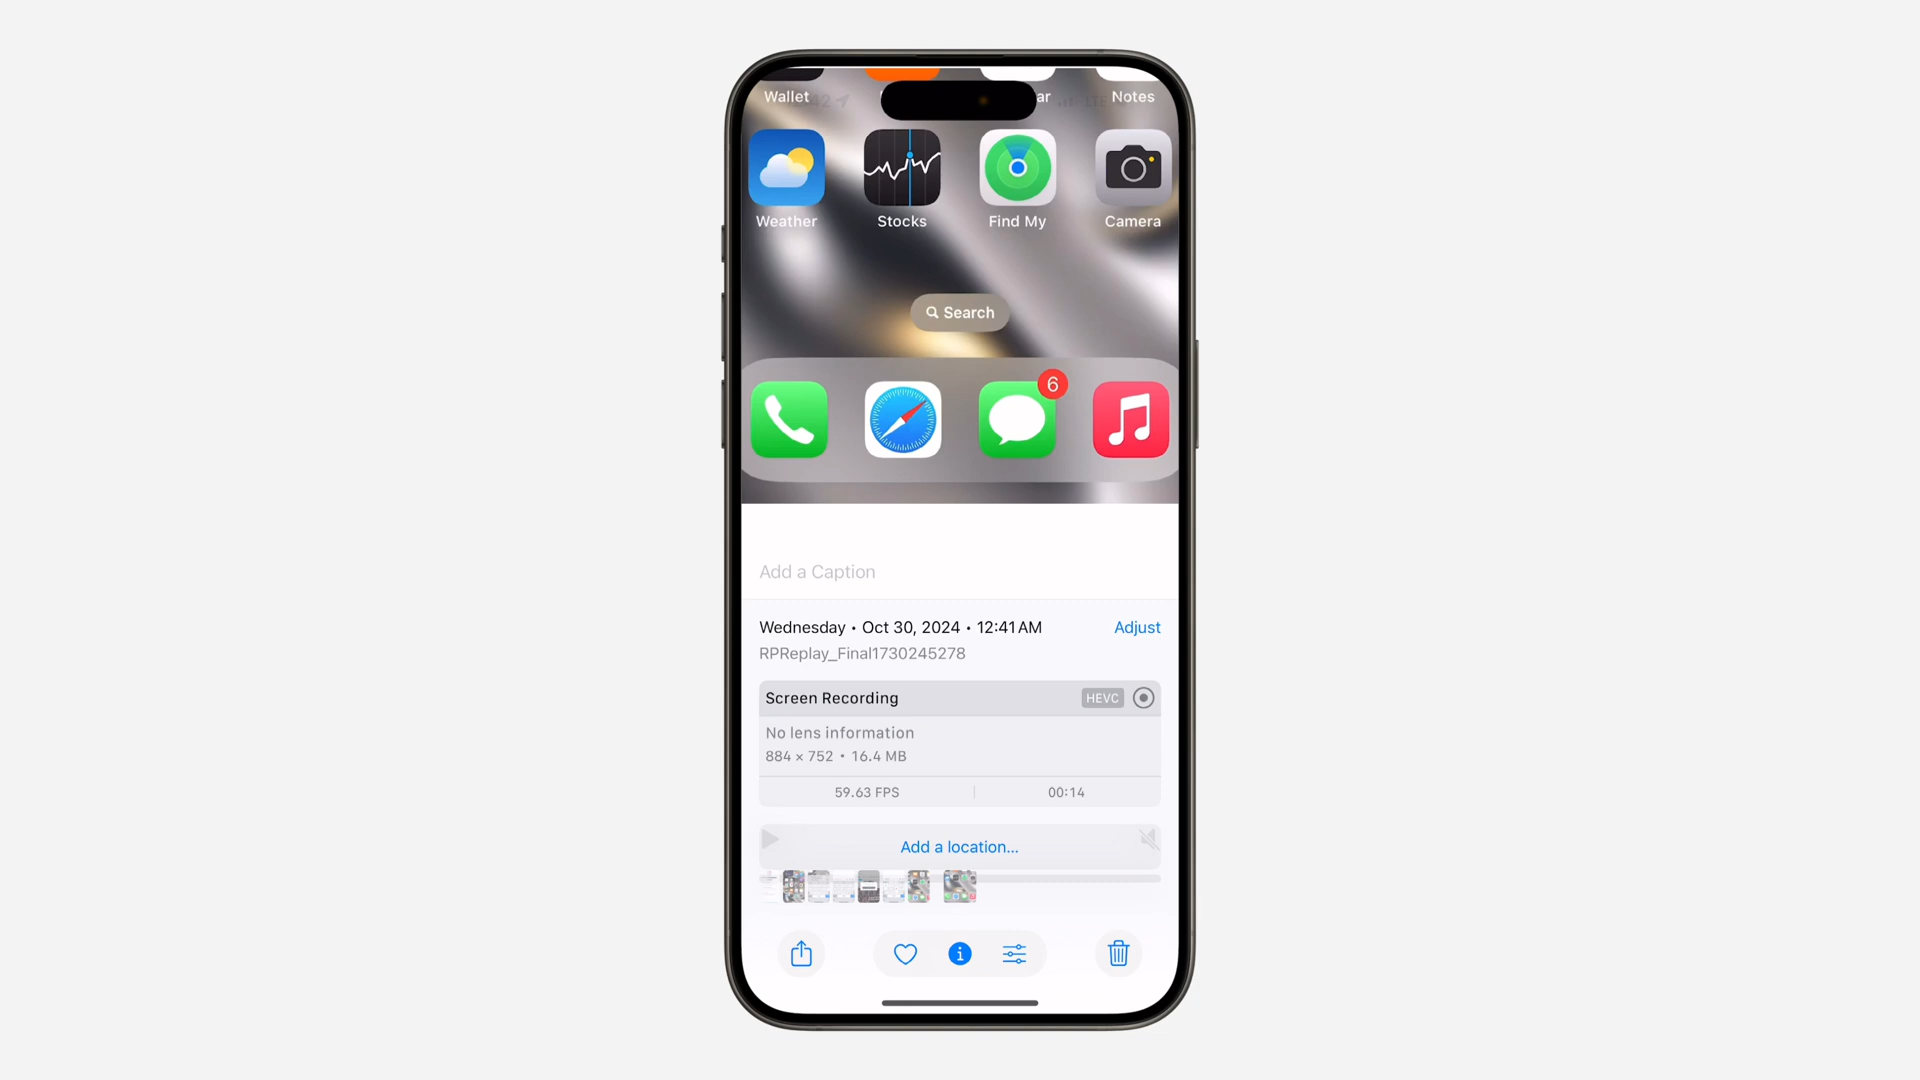 Wallet
ar
Notes
Weather
Stocks
Find My
Camera
Search
6
Add a Caption
Wednesday • Oct 30, 2024 • 12:41 AM
Adjust
RPReplay_Final1730245278
Screen Recording
HEVC
No lens information
884 × 752 • 16.4 MB
59.63 FPS
00:14
Add a location...